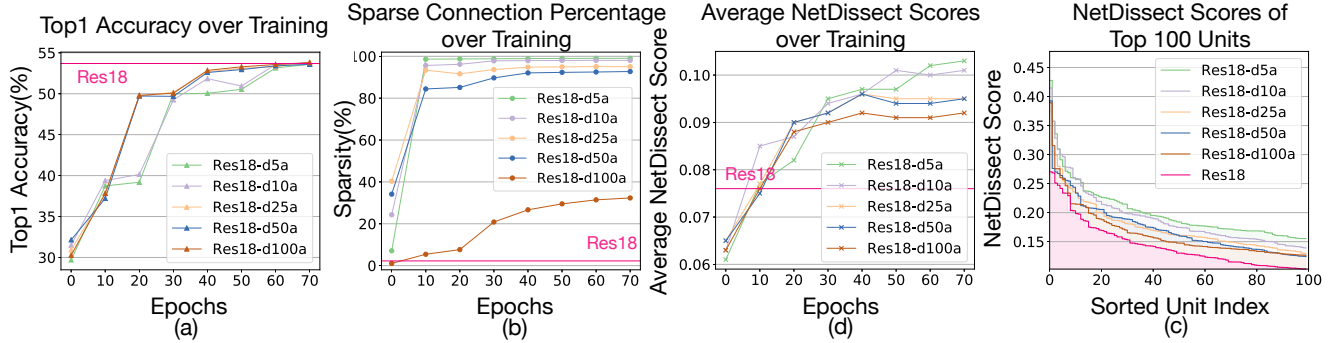 Top1 Accuracy over Training
Top1 Accuracy(%)
55
50
45
40
35
30
Res18
Res18-d5a
Res18-d10a
Res18-d25a
Res18-d50a
Res18-d100a
0 10 20 30 40 50 60 70
Epochs
(a)
Sparse Connection Percentage
over Training
Sparsity(%)
100
80
60
40
20
0
Res18-d5a
Res18-d10a
Res18-d25a
Res18-d50a
Res18-d100a
Res18
0 10 20 30 40 50 60 70
Epochs
(b)
Average NetDissect Scores
over Training
Average NetDissect Score
0.10
0.09
0.08
0.07
0.06
Res18
Res18-d5a
Res18-d10a
Res18-d25a
Res18-d50a
Res18-d100a
0 10 20 30 40 50 60 70
Epochs
(d)
NetDissect Scores of
Top 100 Units
NetDissect Score
0.45
0.40
0.35
0.30
0.25
0.20
0.15
Res18-d5a
Res18-d10a
Res18-d25a
Res18-d50a
Res18-d100a
Res18
0 20 40 60 80 100
Sorted Unit Index
(c)